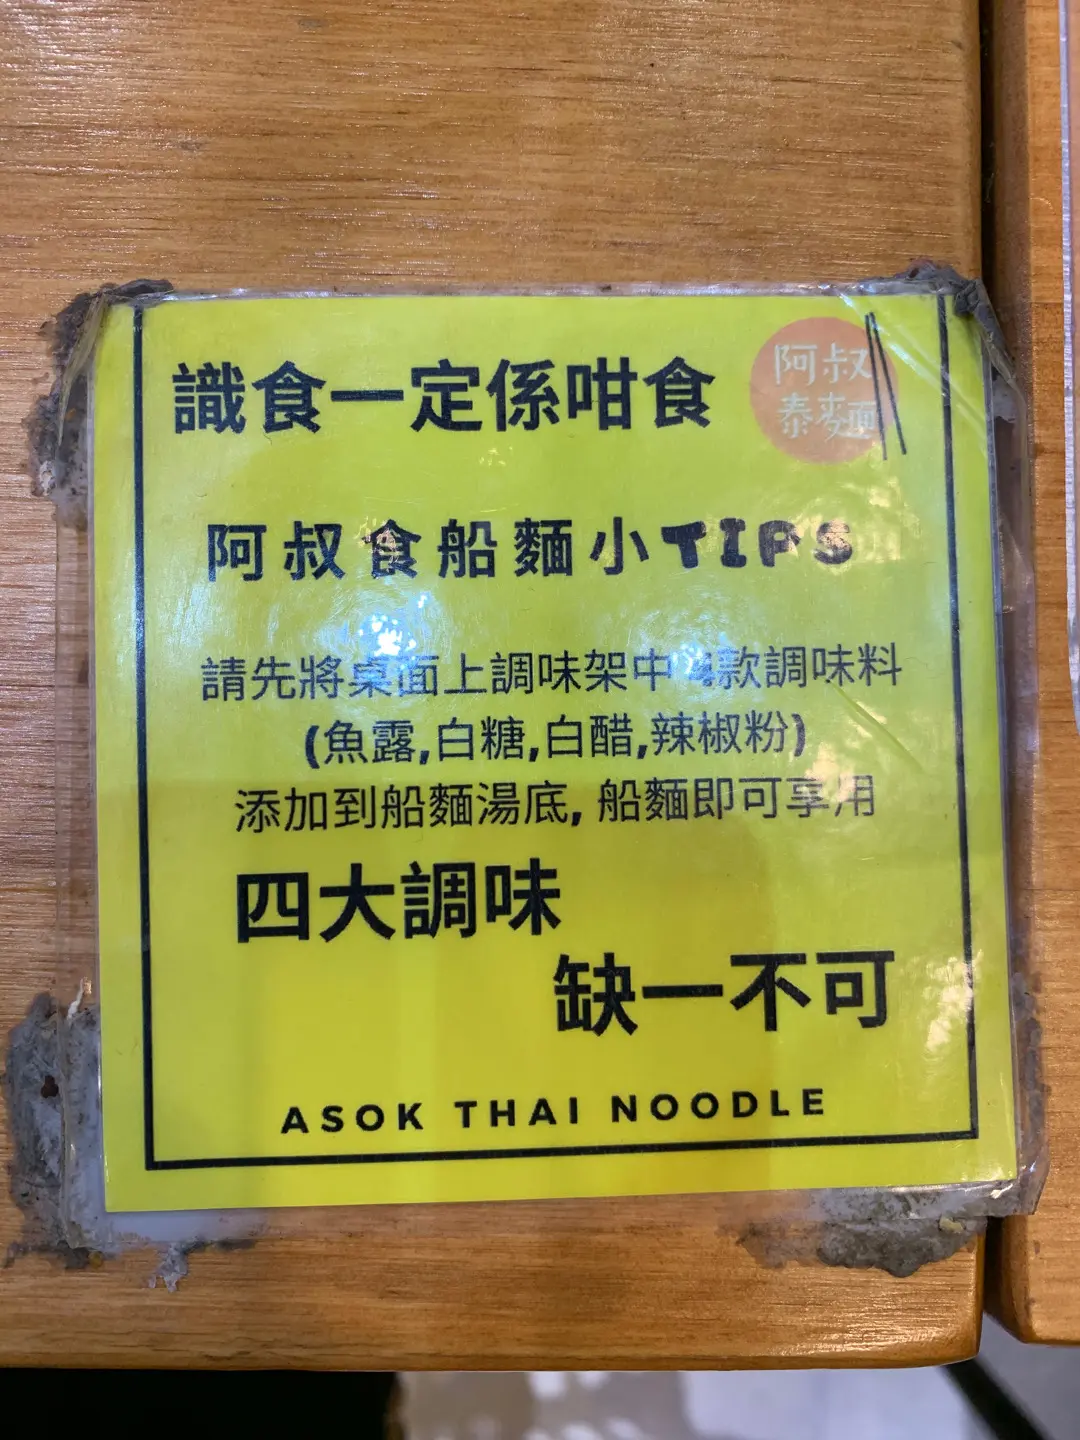 識食一定係咁食
阿叔
泰麵
阿叔食船麵小TIPS
請先將桌面上調味架中4款調味料
(魚露,白糖,白醋,辣椒粉)
添加到船麵湯底, 船麵即可享用
四大調味
缺一不可
ASOK THAI NOODLE